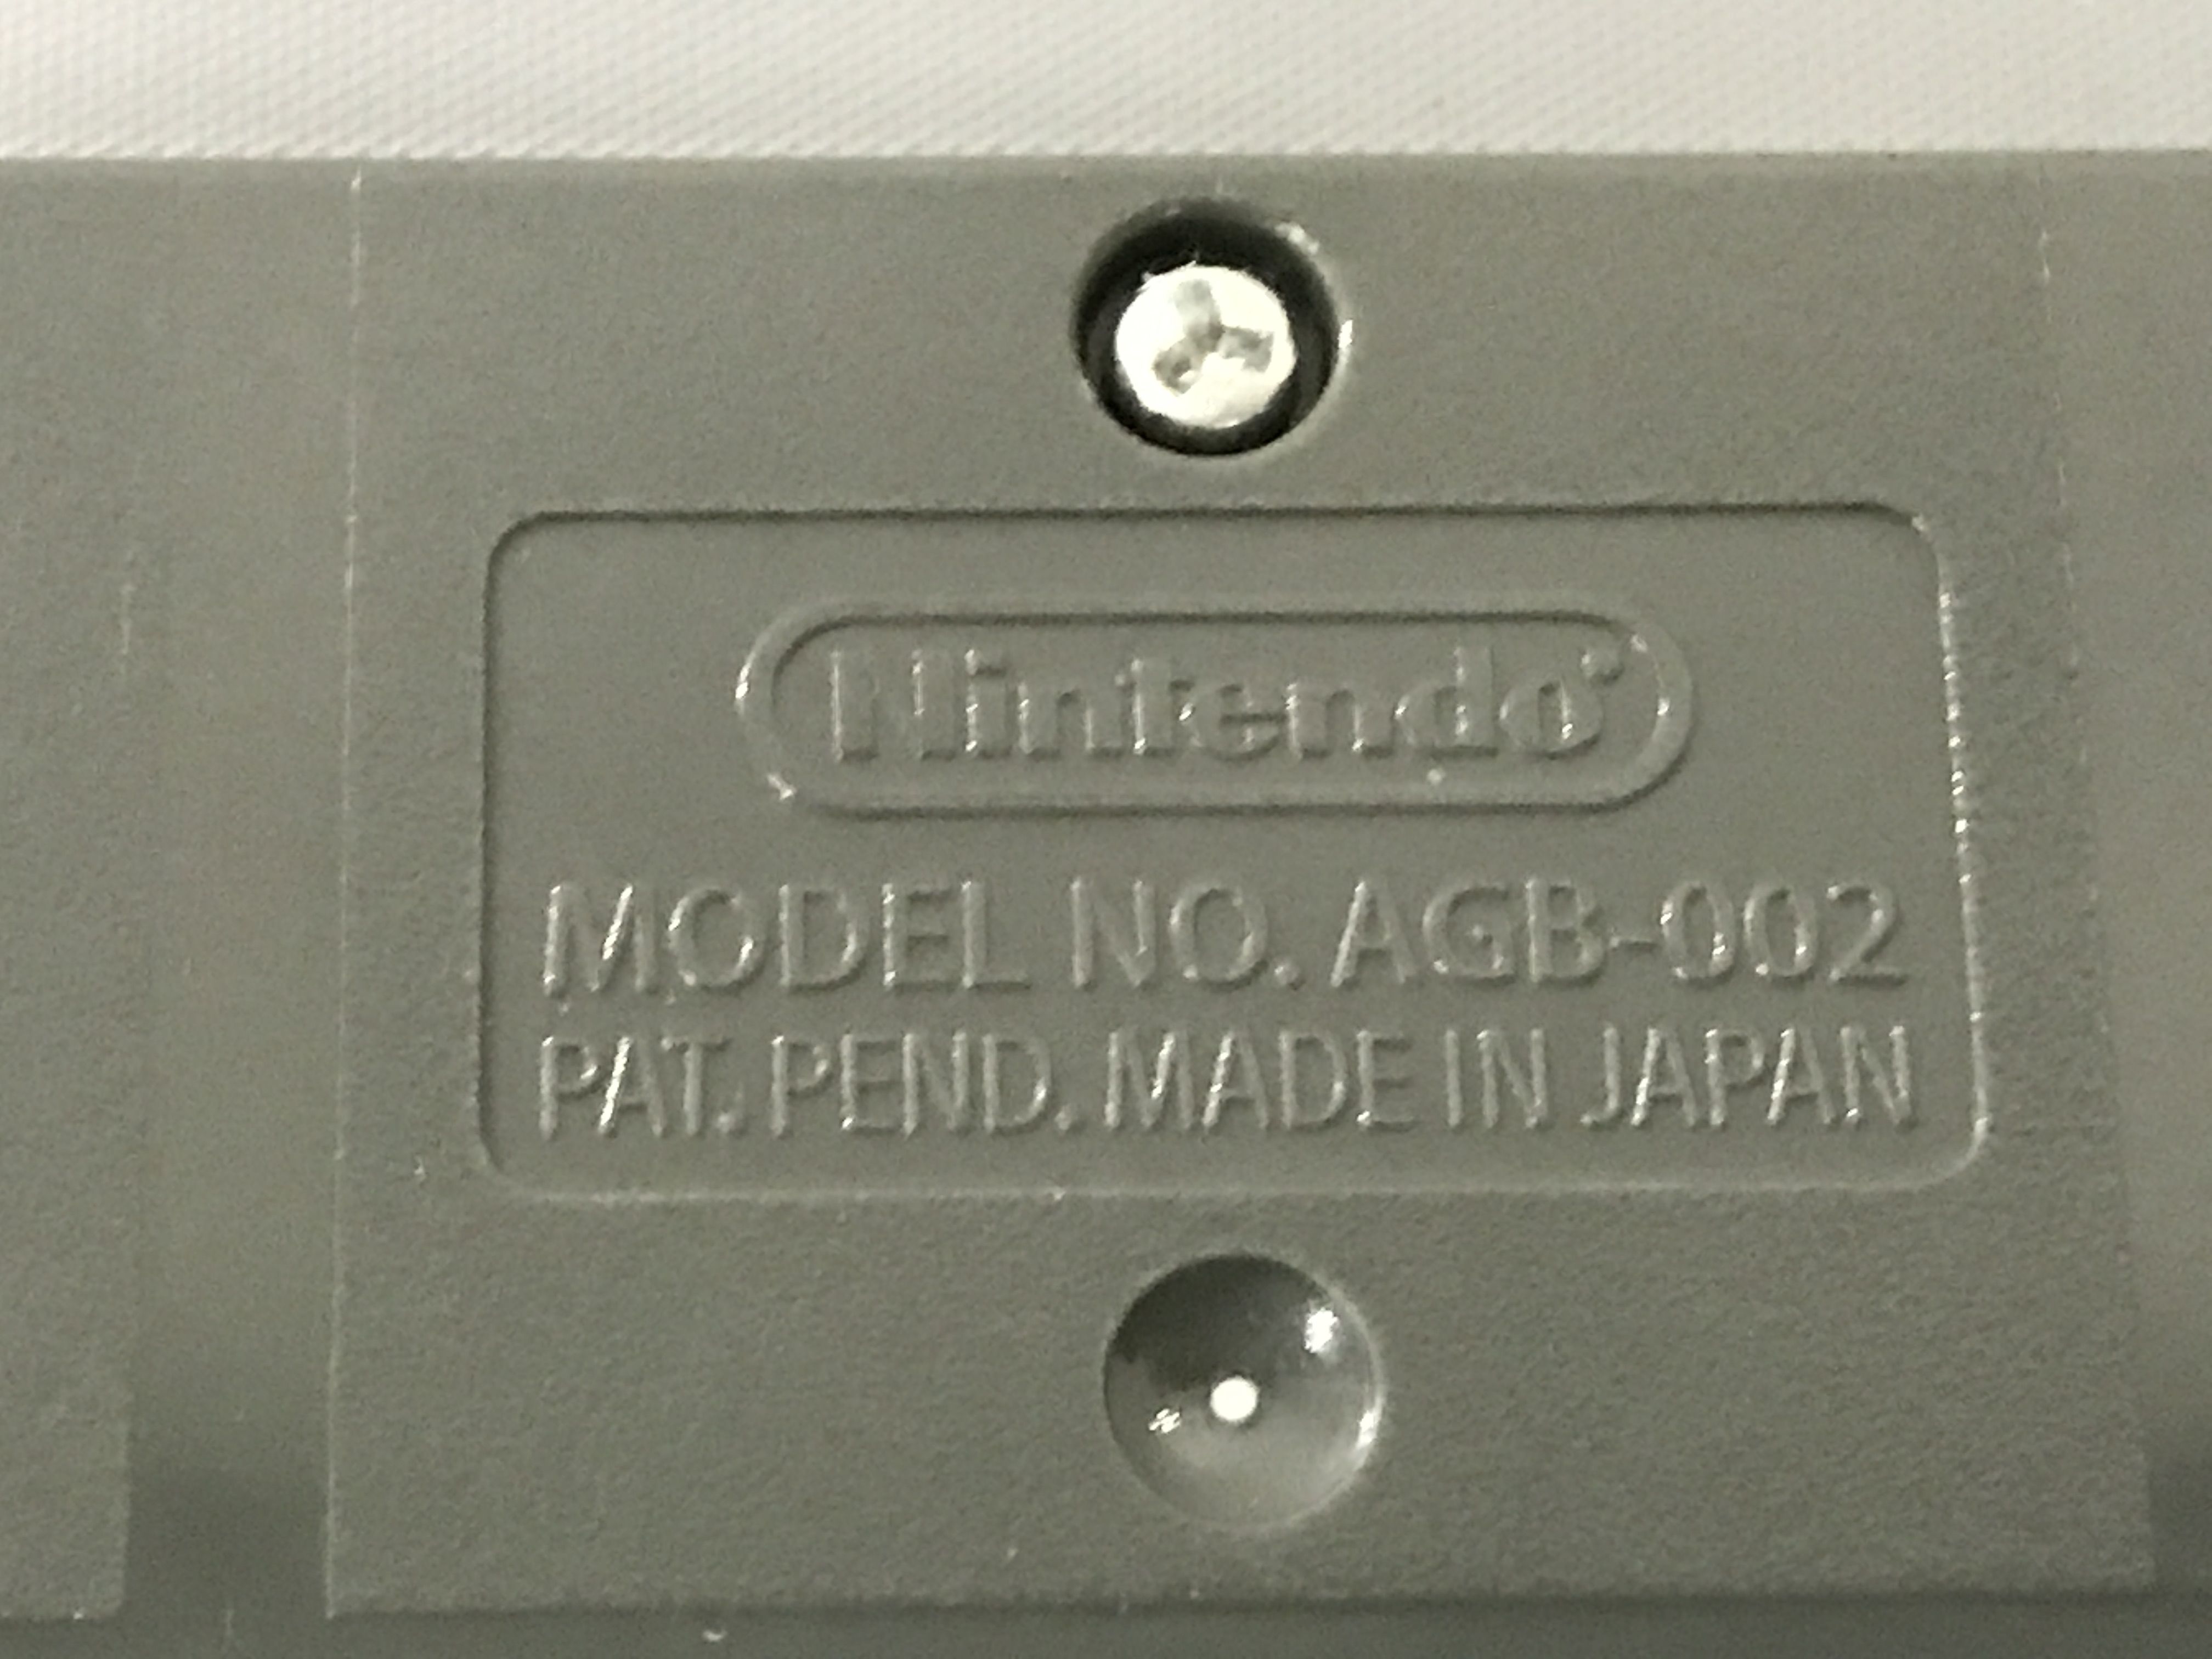 Nintendo
MODEL NO. AGB-002
PAT. PEND. MADE IN JAPAN